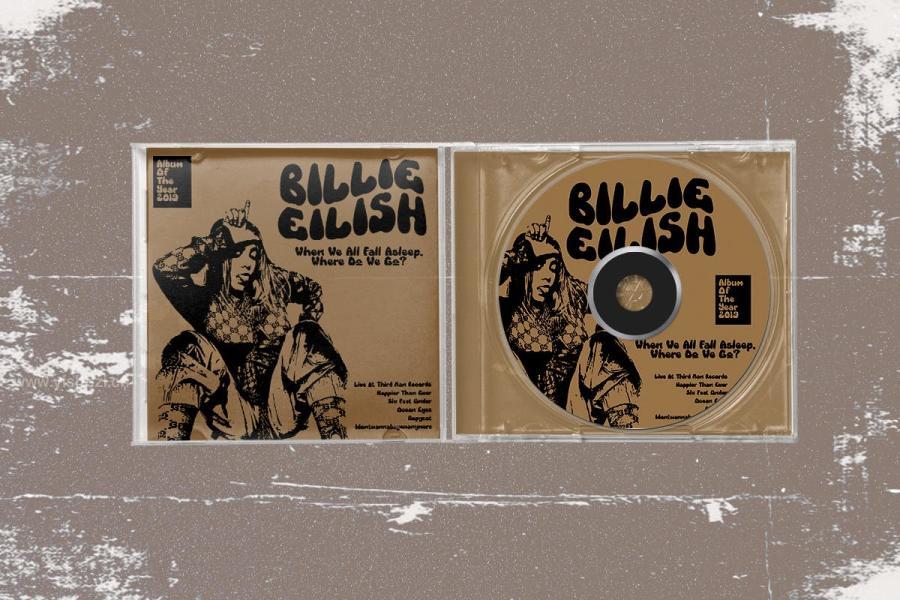 Album
Of
The
Year
2019
BILLIE
EILISH
When We All Fall Asleep,
Where Do We Go?
Live At Third Man Records
Happier Than Ever
Six Feet Under
Ocean Eyes
Copycat
Idontwannabeyouanymore
BILLIE
EILISH
Album
Of
The
Year
2019
When We All Fall Asleep,
Where Do We Go?
Live At Third Man Records
Happier Than Ever
Six Feet Under
Ocean Eyes